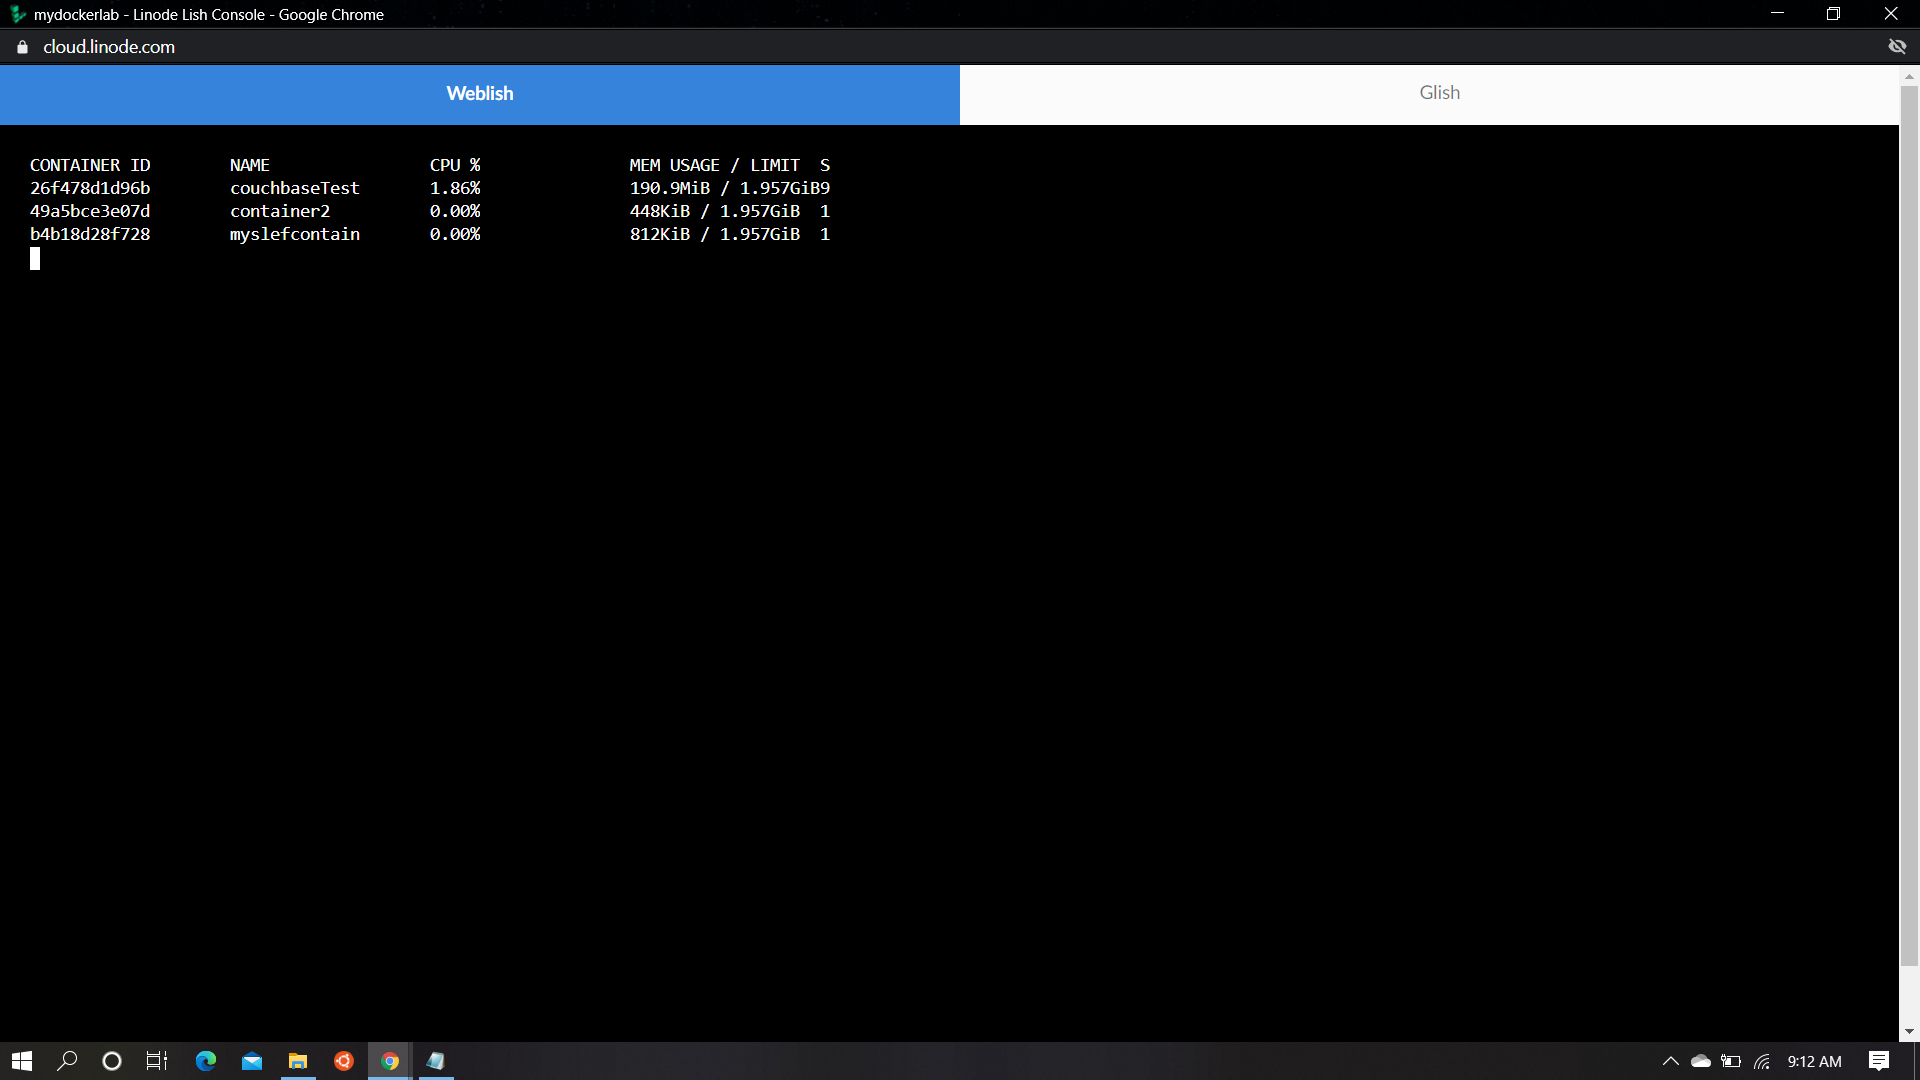 mydockerlab - Linode Lish Console - Google Chrome
cloud.linode.com
Weblish Glish
CONTAINER ID NAME CPU % MEM USAGE / LIMIT S
26f478d1d96b couchbaseTest 1.86% 190.9MiB / 1.957GiB9
49a5bce3e07d container2 0.00% 448KiB / 1.957GiB 1
b4b18d28f728 myslefcontain 0.00% 812KiB / 1.957GiB 1
9:12 AM